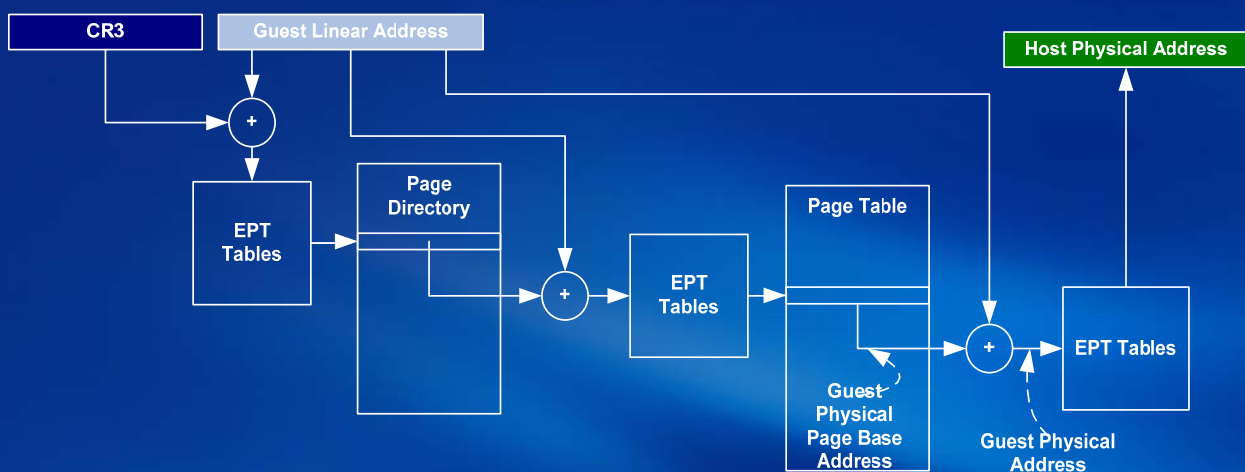 CR3
Guest Linear Address
Host Physical Address
+
EPT
Tables
Page
Directory
+
EPT
Tables
Page Table
+
EPT Tables
Guest
Physical
Page Base
Address
Guest Physical
Address